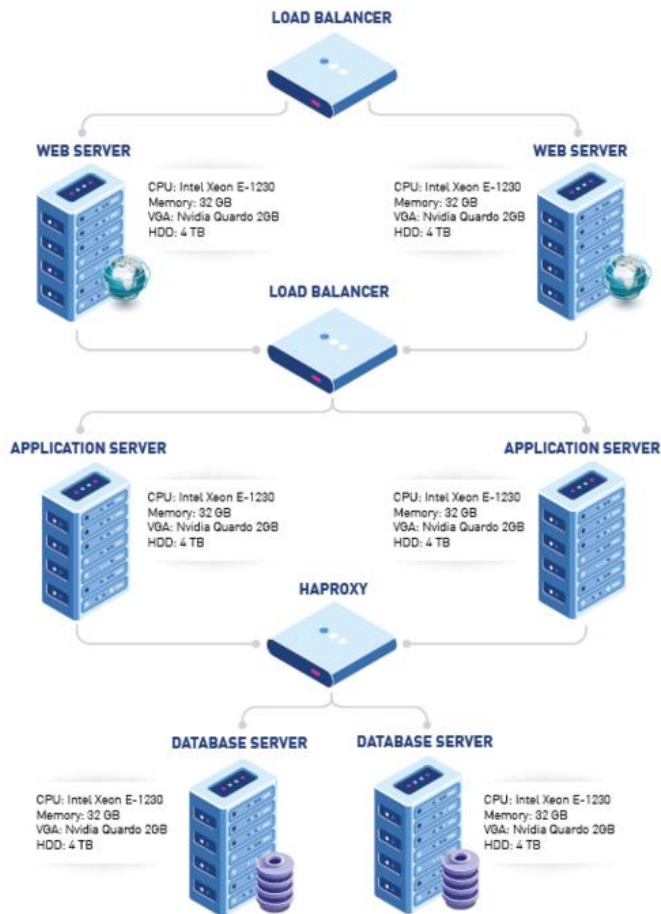 LOAD BALANCER
WEB SERVER
CPU: Intel Xeon E-1230
Memory: 32 GB
VGA: Nvidia Quardo 2GB
HDD: 4 TB
WEB SERVER
CPU: Intel Xeon E-1230
Memory: 32 GB
VGA: Nvidia Quardo 2GB
HDD: 4 TB
LOAD BALANCER
APPLICATION SERVER
CPU: Intel Xeon E-1230
Memory: 32 GB
VGA: Nvidia Quardo 2GB
HDD: 4 TB
APPLICATION SERVER
CPU: Intel Xeon E-1230
Memory: 32 GB
VGA: Nvidia Quardo 2GB
HDD: 4 TB
HAPROXY
DATABASE SERVER
CPU: Intel Xeon E-1230
Memory: 32 GB
VGA: Nvidia Quardo 2GB
HDD: 4 TB
DATABASE SERVER
CPU: Intel Xeon E-1230
Memory: 32 GB
VGA: Nvidia Quardo 2GB
HDD: 4 TB